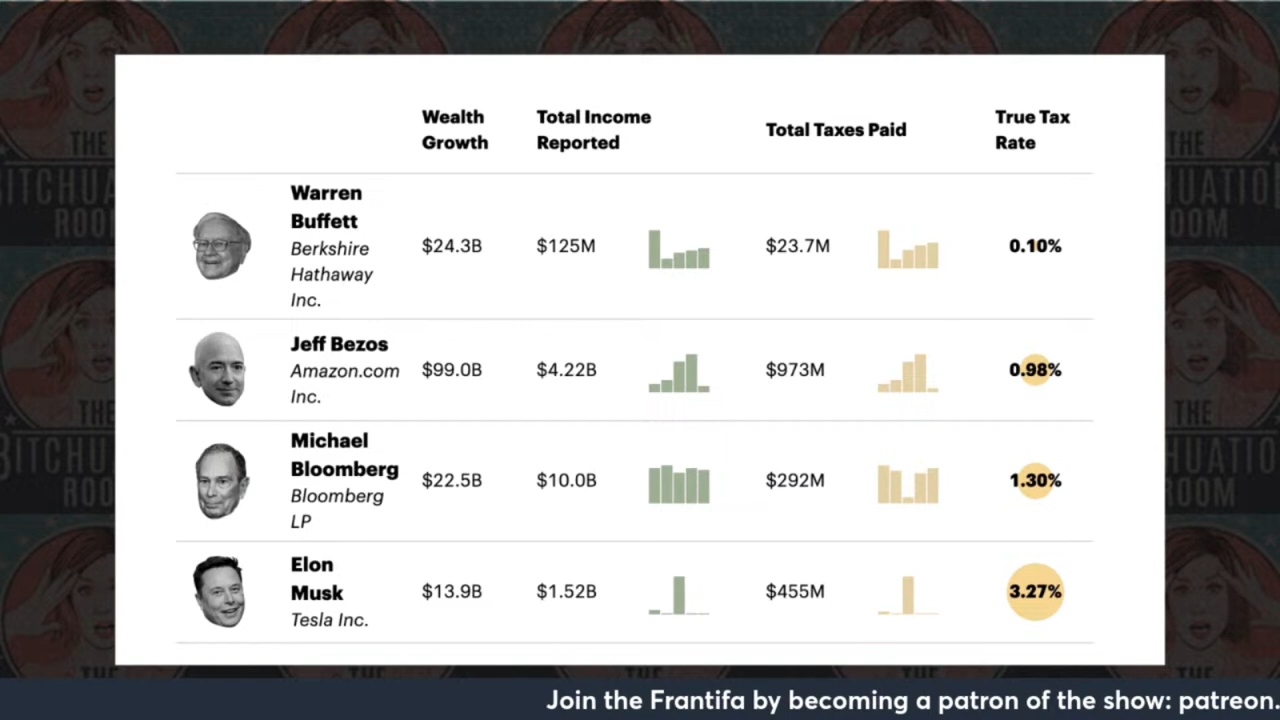 Wealth Growth
Total Income Reported
Total Taxes Paid
True Tax Rate
Warren Buffett
Berkshire Hathaway Inc.
$24.3B
$125M
$23.7M
0.10%
Jeff Bezos
Amazon.com Inc.
$99.0B
$4.22B
$973M
0.98%
Michael Bloomberg
Bloomberg LP
$22.5B
$10.0B
$292M
1.30%
Elon Musk
Tesla Inc.
$13.9B
$1.52B
$455M
3.27%
THE
BITCHUATION
ROOM
Join the Frantifa by becoming a patron of the show: patreon.